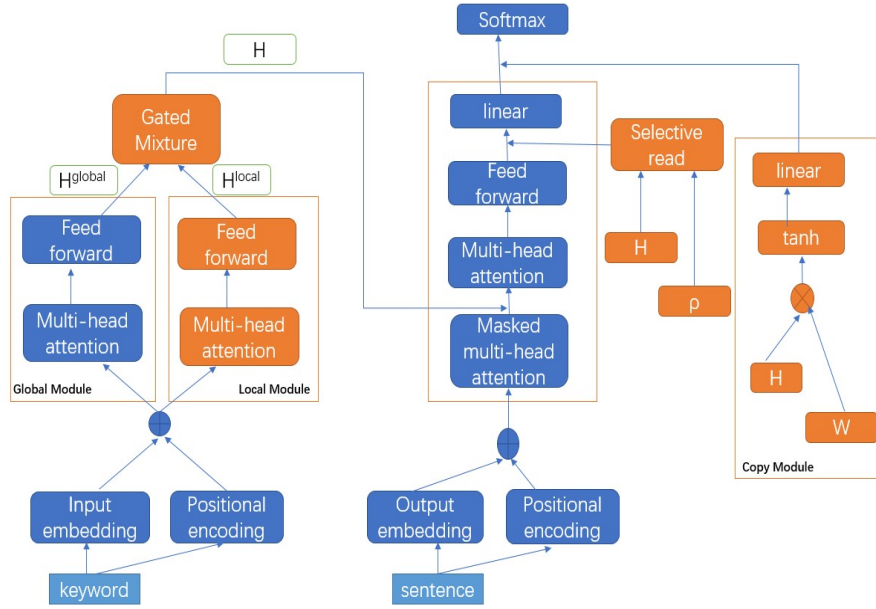 Softmax
H
linear
Gated
Mixture
Selective
read
H^global
H^local
linear
Feed
forward
Feed
forward
Feed
forward
tanh
Multi-head
attention
H
ρ
Multi-head
attention
Multi-head
attention
Masked
multi-head
attention
H
Global Module
Local Module
W
Copy Module
Input
embedding
Positional
encoding
Output
embedding
Positional
encoding
keyword
sentence